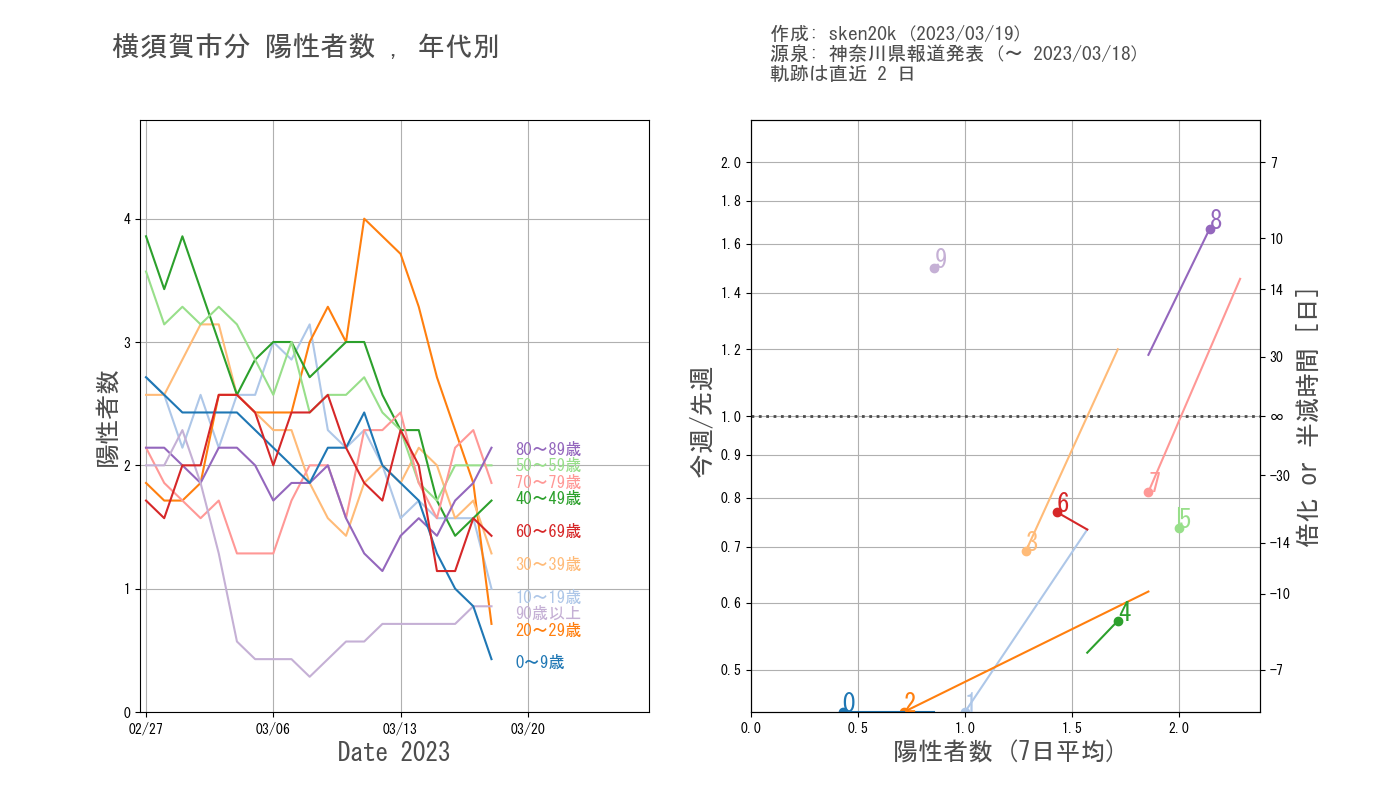 横須賀市分 陽性者数 , 年代別
作成: sken20k (2023/03/19)
源泉: 神奈川県報道発表 (〜 2023/03/18)
軌跡は直近 2 日
陽性者数
4
3
2
1
0
02/27
03/06
03/13
03/20
Date 2023
80〜89歳
50〜59歳
70〜79歳
40〜49歳
60〜69歳
30〜39歳
10〜19歳
90歳以上
20〜29歳
0〜9歳
今週/先週
2.0
1.8
1.6
1.4
1.2
1.0
0.9
0.8
0.7
0.6
0.5
0.0
0.5
1.0
1.5
2.0
陽性者数 (7日平均)
8
9
7
6
5
3
4
0
2
1
7
10
14
30
∞
−30
−14
−10
−7
倍化 or 半減時間 [日]